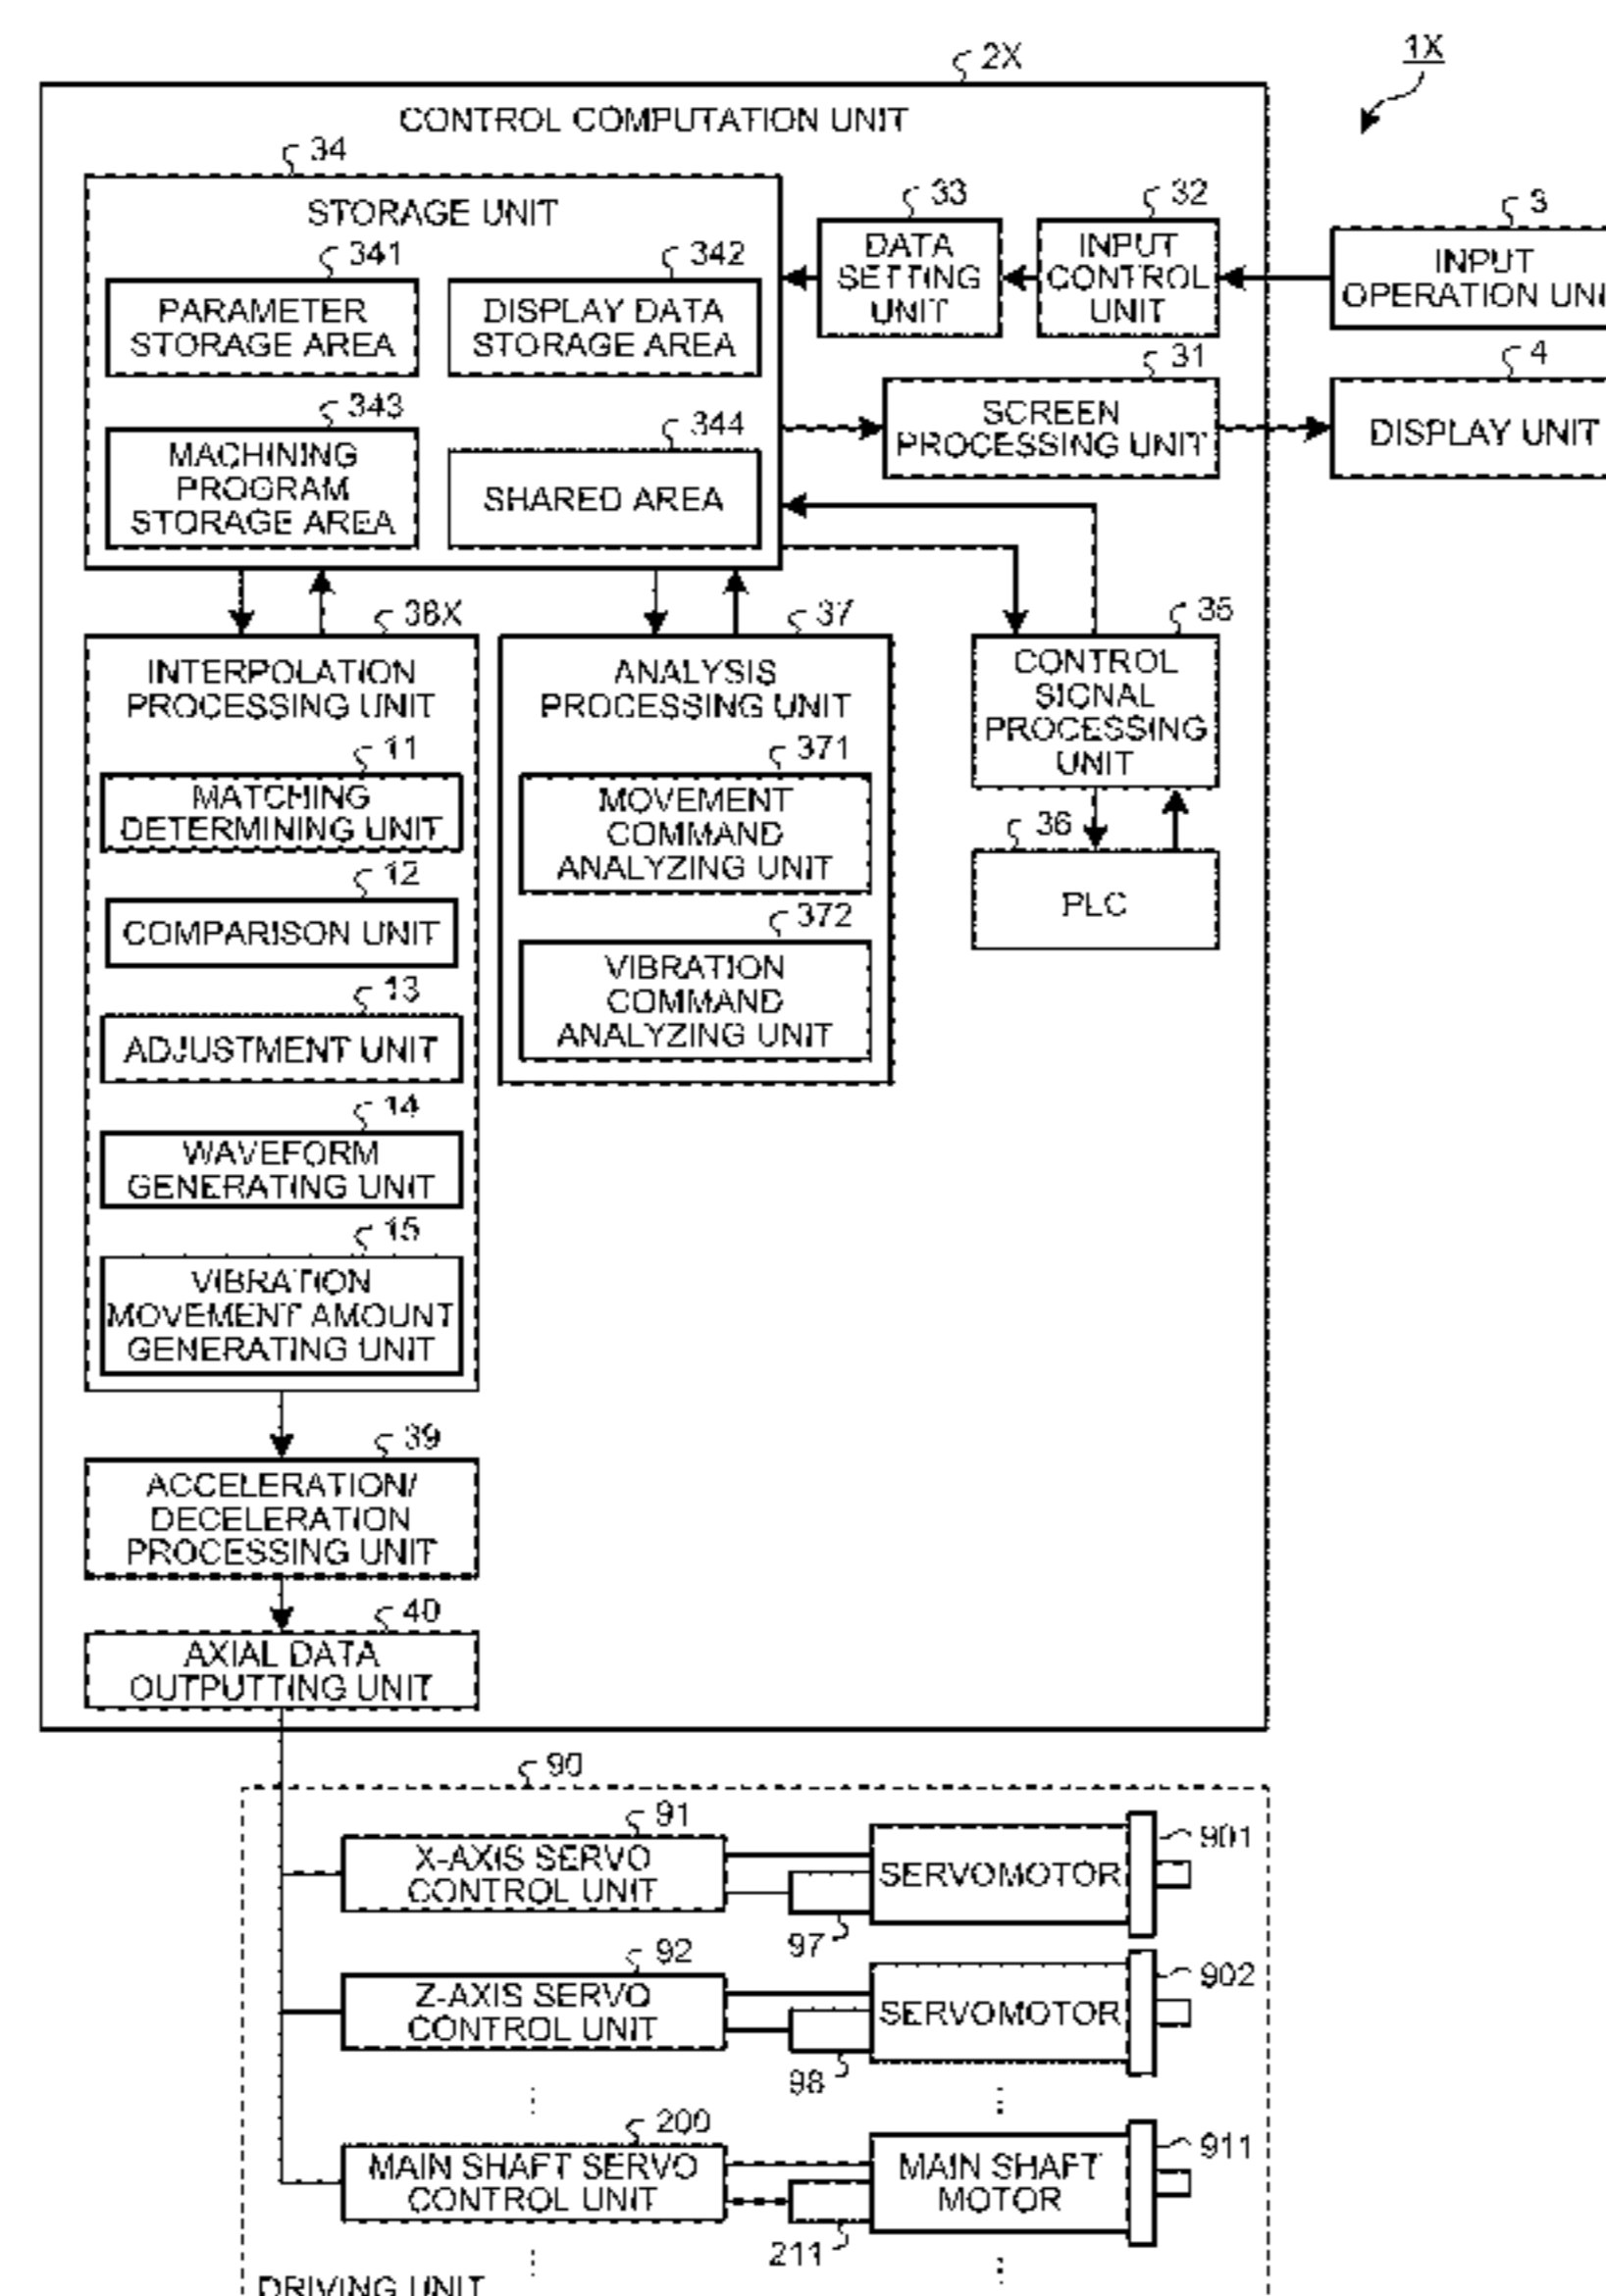 1X
2X
CONTROL COMPUTATION UNIT
34
STORAGE UNIT
341
PARAMETER
STORAGE AREA
342
DISPLAY DATA
STORAGE AREA
343
MACHINING
PROGRAM
STORAGE AREA
344
SHARED AREA
33
DATA
SETTING
UNIT
32
INPUT
CONTROL
UNIT
3
INPUT
OPERATION UNI
31
SCREEN
PROCESSING UNIT
4
DISPLAY UNIT
38X
INTERPOLATION
PROCESSING UNIT
11
MATCHING
DETERMINING UNIT
12
COMPARISON UNIT
13
ADJUSTMENT UNIT
14
WAVEFORM
GENERATING UNIT
15
VIBRATION
MOVEMENT AMOUNT
GENERATING UNIT
37
ANALYSIS
PROCESSING UNIT
371
MOVEMENT
COMMAND
ANALYZING UNIT
372
VIBRATION
COMMAND
ANALYZING UNIT
35
CONTROL
SIGNAL
PROCESSING
UNIT
36
PLC
39
ACCELERATION/
DECELERATION
PROCESSING UNIT
40
AXIAL DATA
OUTPUTTING UNIT
90
91
X-AXIS SERVO
CONTROL UNIT
97
SERVOMOTOR
901
92
Z-AXIS SERVO
CONTROL UNIT
98
SERVOMOTOR
902
200
MAIN SHAFT SERVO
CONTROL UNIT
211
MAIN SHAFT
MOTOR
911
DRIVING UNIT